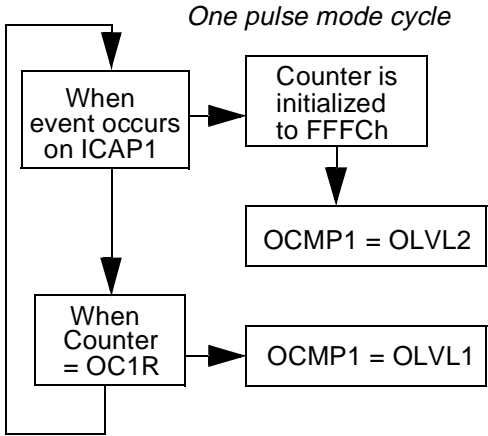 One pulse mode cycle
When
event occurs
on ICAP1
Counter is
initialized
to FFFCh
OCMP1 = OLVL2
When
Counter
= OC1R
OCMP1 = OLVL1